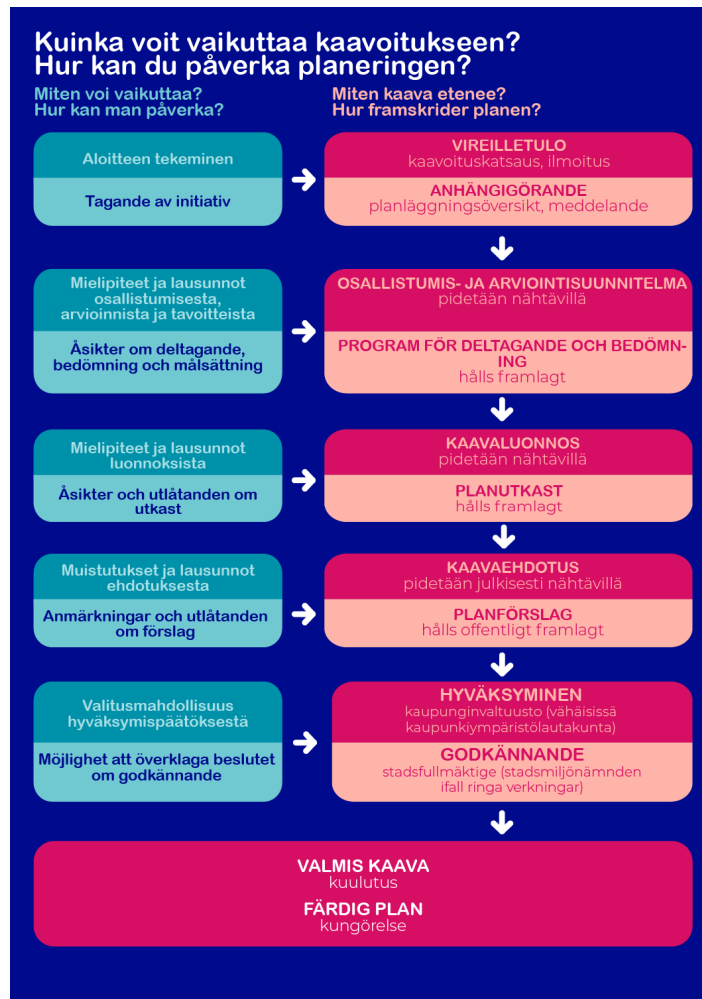 Kuinka voit vaikuttaa kaavoitukseen?
Hur kan du påverka planeringen?
Miten voi vaikuttaa?
Hur kan man påverka?
Miten kaava etenee?
Hur framskrider planen?
Aloitteen tekeminen
Tagande av initiativ
VIREILLETULO
kaavoituskatsaus, ilmoitus
ANHÄNGIGÖRANDE
planläggningsöversikt, meddelande
Mielipiteet ja lausunnot
osallistumisesta,
arvioinnista ja tavoitteista
Åsikter om deltagande,
bedömning och målsättning
OSALLISTUMIS- JA ARVIOINTISUUNNITELMA
pidetään nähtävillä
PROGRAM FÖR DELTAGANDE OCH BEDÖMN-
ING
hålls framlagt
Mielipiteet ja lausunnot
luonnoksista
Åsikter och utlåtanden om
utkast
KAAVALUONNOS
pidetään nähtävillä
PLANUTKAST
hålls framlagt
Muistutukset ja lausunnot
ehdotuksesta
Anmärkningar och utlåtanden
om förslag
KAAVAEHDOTUS
pidetään julkisesti nähtävillä
PLANFÖRSLAG
hålls offentligt framlagt
Valitusmahdollisuus
hyväksymispäätöksestä
Möjlighet att överklaga beslutet
om godkännande
HYVÄKSYMINEN
kaupunginvaltuusto (vähäisissä
kaupunkiympäristölautakunta)
GODKÄNNANDE
stadsfullmäktige (stadsmiljönämnden
ifall ringa verkningar)
VALMIS KAAVA
kuulutus
FÄRDIG PLAN
kungörelse